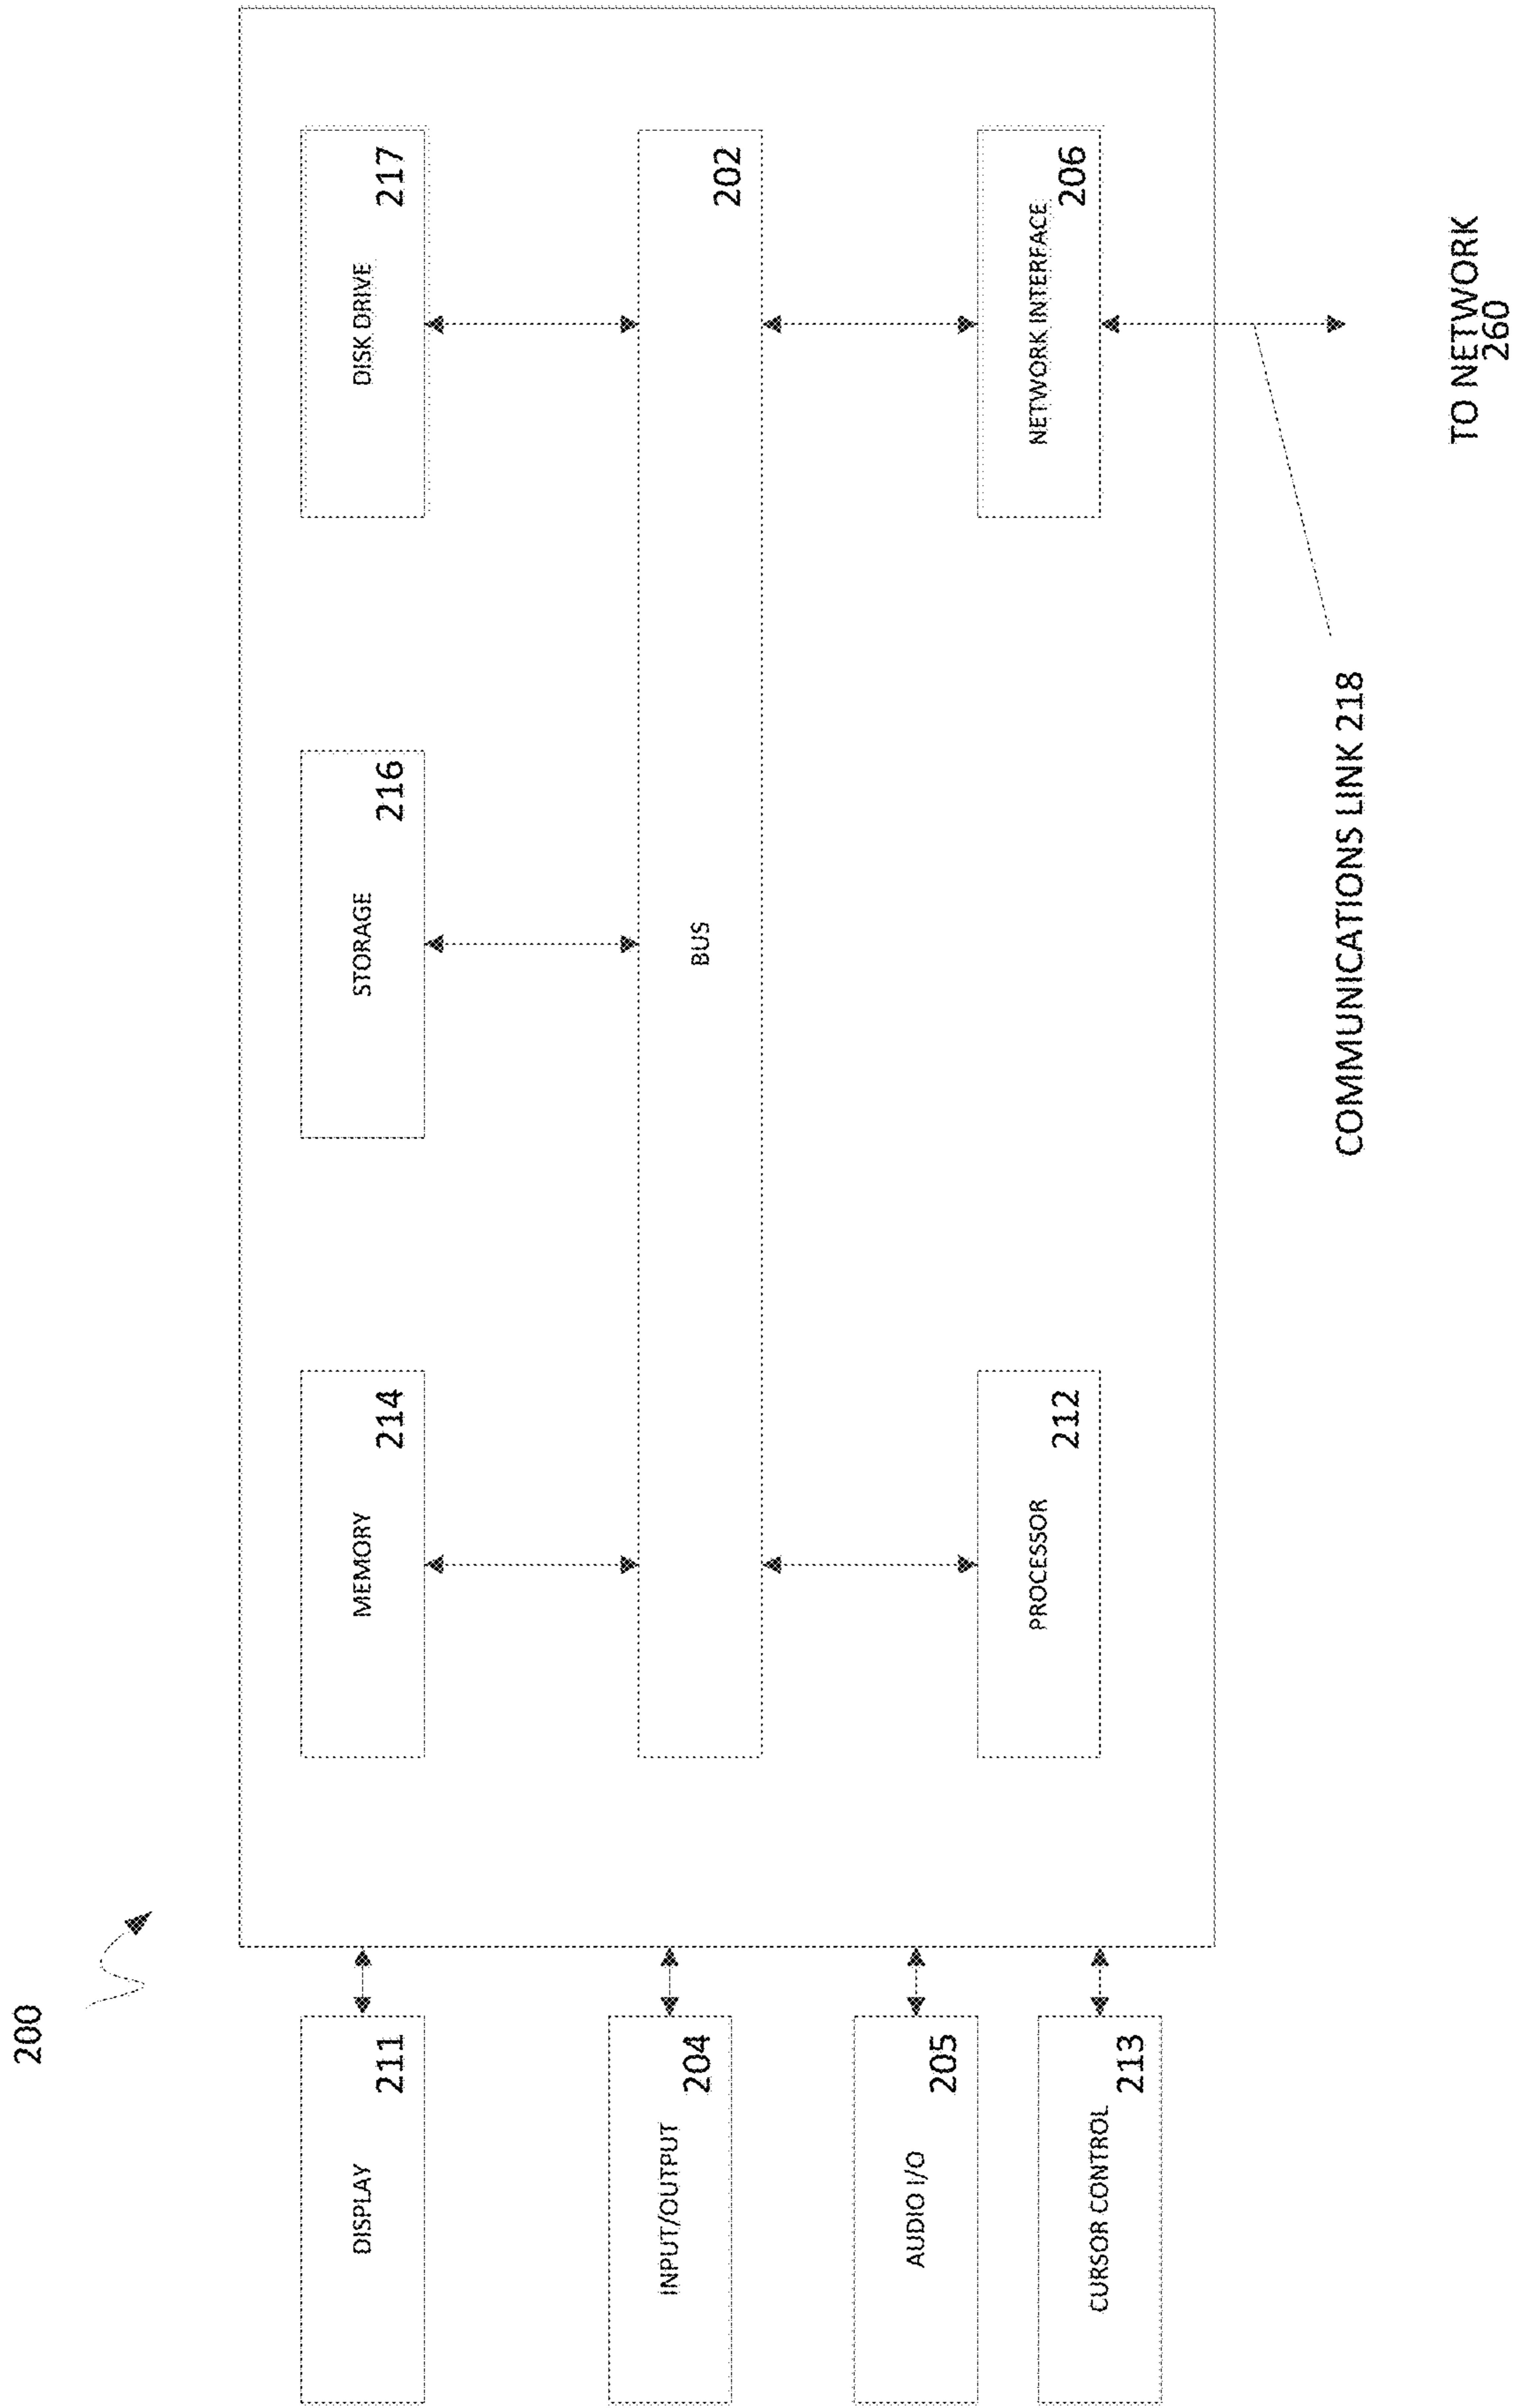 200
DISPLAY
211
INPUT/OUTPUT
204
AUDIO I/O
205
CURSOR CONTROL
213
MEMORY
214
STORAGE
216
DISK DRIVE
217
BUS
202
PROCESSOR
212
NETWORK INTERFACE
206
COMMUNICATIONS LINK 218
TO NETWORK
260